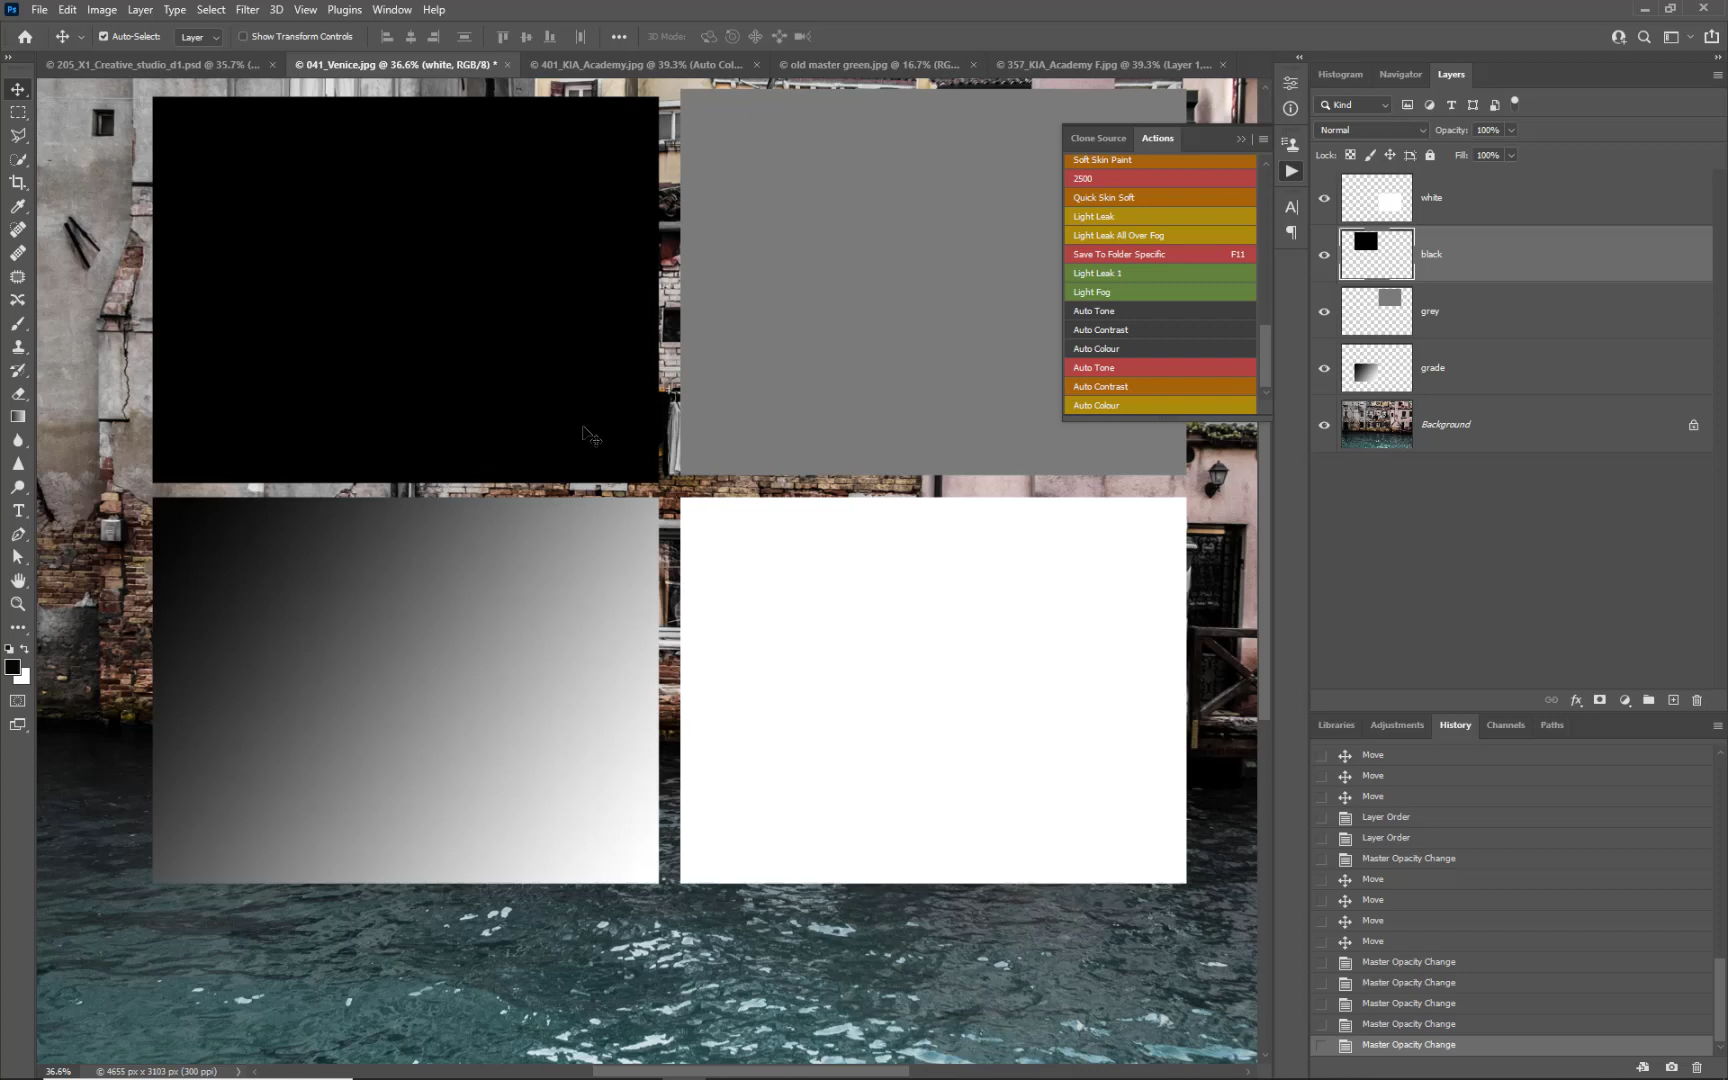 Ps File Edit Image Layer Type Select Filter 3D View Plugins Window Help
Auto-Select: Layer Show Transform Controls 3D Mode:
205_X1_Creative_studio_d1.psd @ 35.7% (... 041_Venice.jpg @ 36.6% (white, RGB/8) * 401_KIA_Academy.jpg @ 39.3% (Auto Col... old master green.jpg @ 16.7% (RG... 357_KIA_Academy F.jpg @ 39.3% (Layer 1,...
Histogram Navigator Layers
Kind
Normal Opacity: 100%
Lock: Fill: 100%
white
black
grey
grade
Background
Clone Source Actions
Soft Skin Paint
2500
Quick Skin Soft
Light Leak
Light Leak All Over Fog
Save To Folder Specific F11
Light Leak 1
Light Fog
Auto Tone
Auto Contrast
Auto Colour
Auto Tone
Auto Contrast
Auto Colour
Libraries Adjustments History Channels Paths
Move
Move
Move
Layer Order
Layer Order
Master Opacity Change
Move
Move
Move
Move
Master Opacity Change
Master Opacity Change
Master Opacity Change
Master Opacity Change
Master Opacity Change
36.6% © 4655 px x 3103 px (300 ppi)